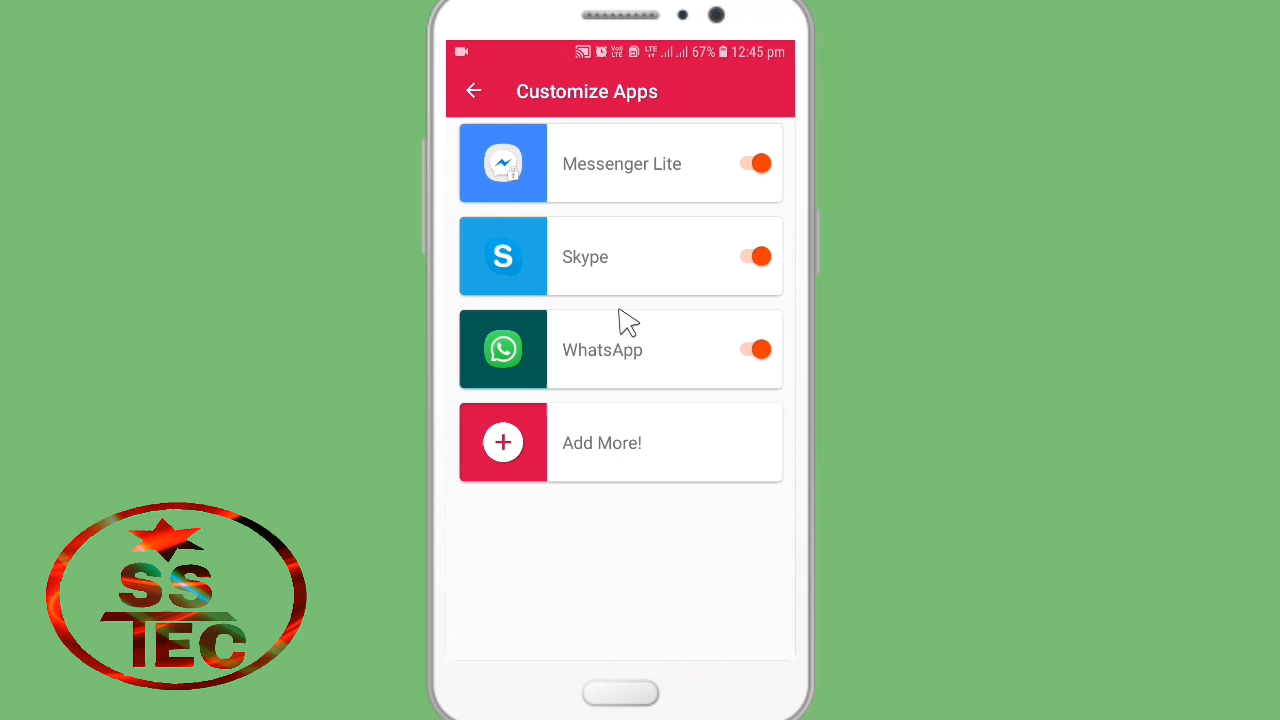 67% 12:45 pm
Customize Apps
Messenger Lite
Skype
WhatsApp
Add More!
SS
TEC